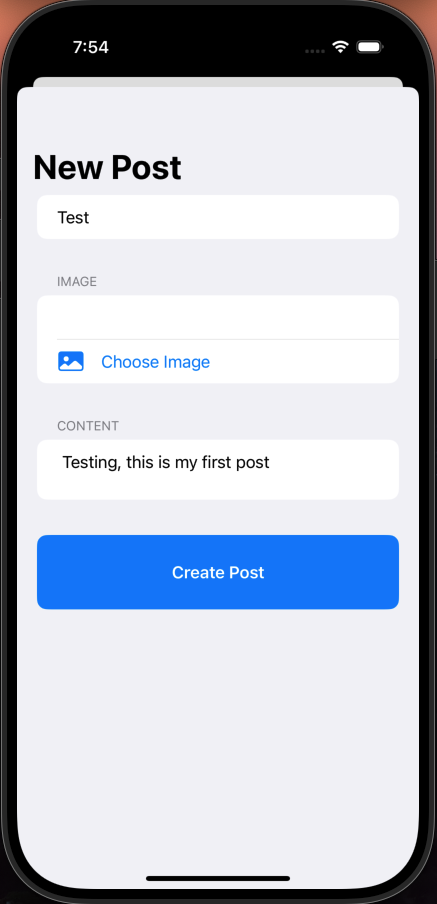 7:54
New Post
Test
IMAGE
Choose Image
CONTENT
Testing, this is my first post
Create Post